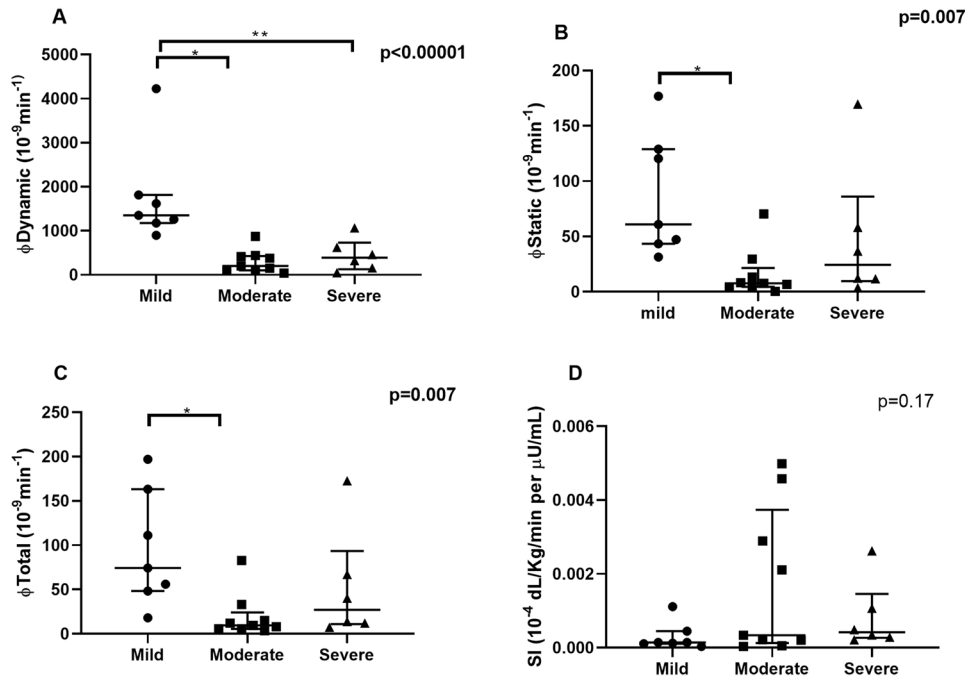 A
**
p<0.00001
*
ϕDynamic (10⁻⁹min⁻¹)
5000
4000
3000
2000
1000
0
Mild Moderate Severe
B
p=0.007
*
ϕStatic (10⁻⁹min⁻¹)
200
150
100
50
0
mild Moderate Severe
C
p=0.007
*
ϕTotal (10⁻⁹min⁻¹)
250
200
150
100
50
0
Mild Moderate Severe
D
p=0.17
SI (10⁻⁴ dL/Kg/min per μU/mL)
0.006
0.004
0.002
0.000
Mild Moderate Severe